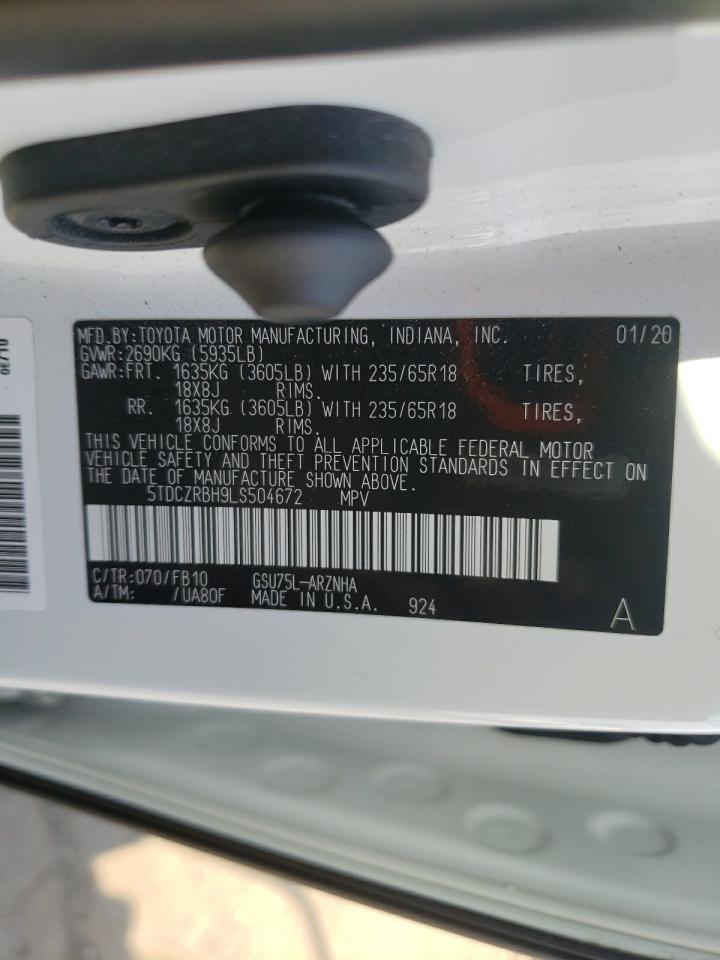 MFD.BY:TOYOTA MOTOR MANUFACTURING, INDIANA, INC. 01/20
GVWR:2690KG (5935LB)
GAWR:FRT. 1635KG (3605LB) WITH 235/65R18 TIRES,
18X8J RIMS.
RR. 1635KG (3605LB) WITH 235/65R18 TIRES,
18X8J RIMS.
THIS VEHICLE CONFORMS TO ALL APPLICABLE FEDERAL MOTOR
VEHICLE SAFETY AND THEFT PREVENTION STANDARDS IN EFFECT ON
THE DATE OF MANUFACTURE SHOWN ABOVE.
5TDCZRBH9LS504672 MPV
C/TR:070/FB10 GSU75L-ARZNHA
A/TM: /UA80F MADE IN U.S.A. 924 A